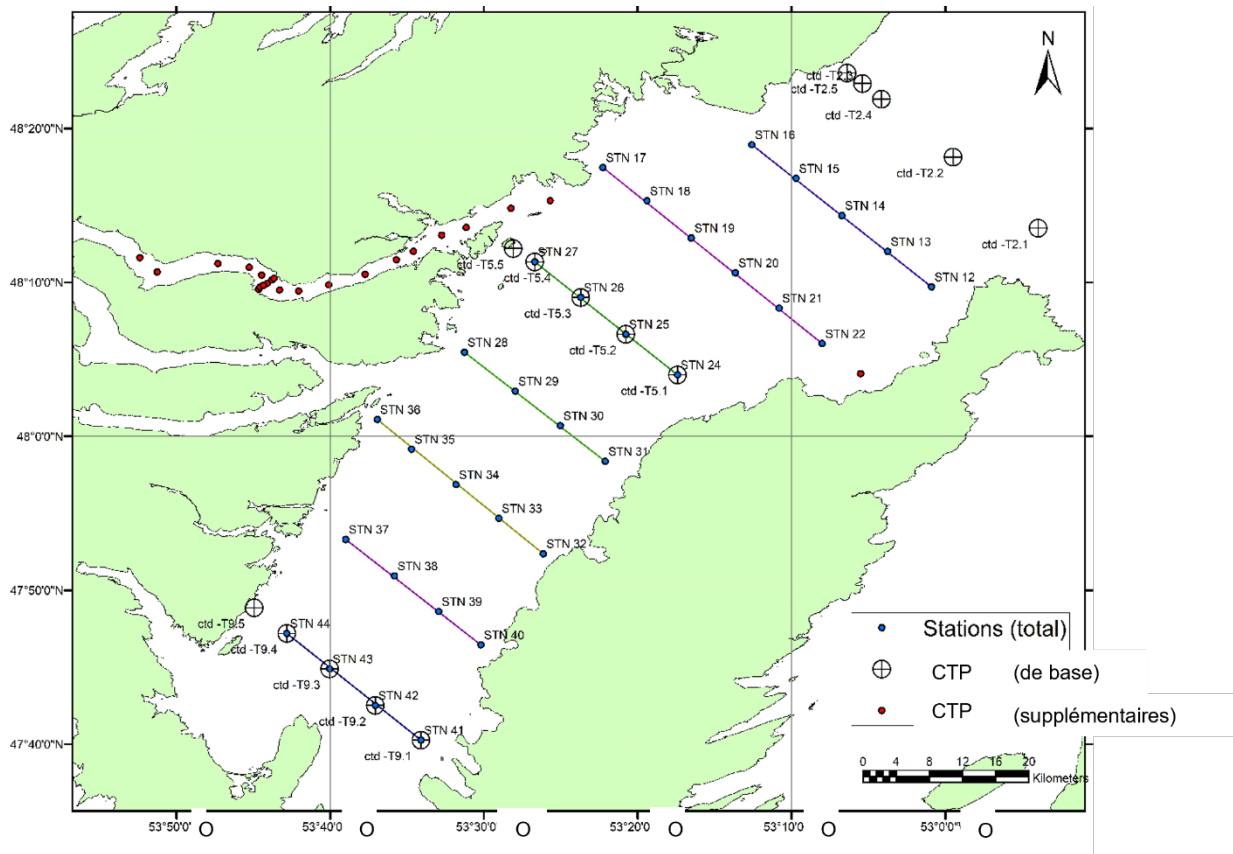 N
ctd -T2.3
ctd -T2.5
ctd -T2.4
48°20'0"N
STN 16
STN 17
ctd -T2.2
STN 15
STN 18
STN 14
ctd -T2.1
STN 19
STN 13
STN 27
ctd -T5.5
ctd -T5.4
STN 20
48°10'0"N
STN 12
STN 26
ctd -T5.3
STN 21
STN 25
ctd -T5.2
STN 22
STN 28
STN 24
ctd -T5.1
STN 29
STN 36
STN 30
48°0'0"N
STN 35
STN 31
STN 34
STN 33
STN 37
STN 32
STN 38
47°50'0"N
STN 39
ctd -T9.5
STN 44
ctd -T9.4
STN 40
STN 43
ctd -T9.3
STN 42
ctd -T9.2
STN 41
ctd -T9.1
47°40'0"N
Stations (total)
CTP (de base)
CTP (supplémentaires)
0 4 8 12 16 20
Kilometers
53°50' O 53°40' O 53°30' O 53°20' O 53°10' O 53°0' O